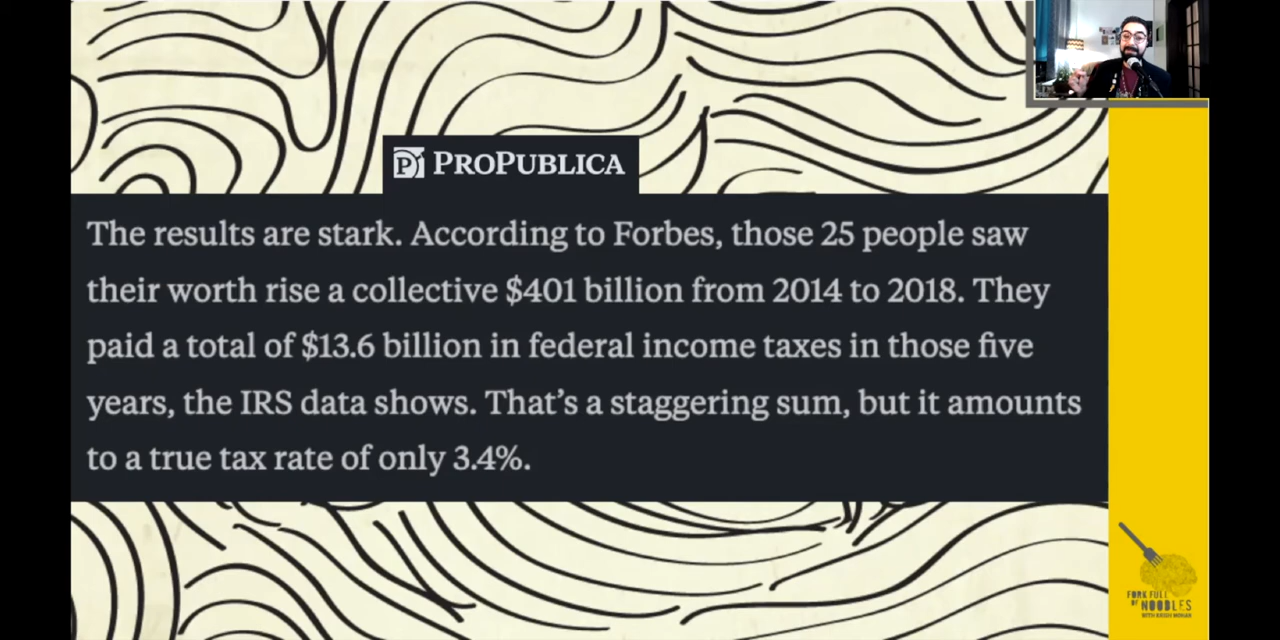 PROPUBLICA
The results are stark. According to Forbes, those 25 people saw
their worth rise a collective $401 billion from 2014 to 2018. They
paid a total of $13.6 billion in federal income taxes in those five
years, the IRS data shows. That’s a staggering sum, but it amounts
to a true tax rate of only 3.4%.
FORK FULL
OF NOODLES